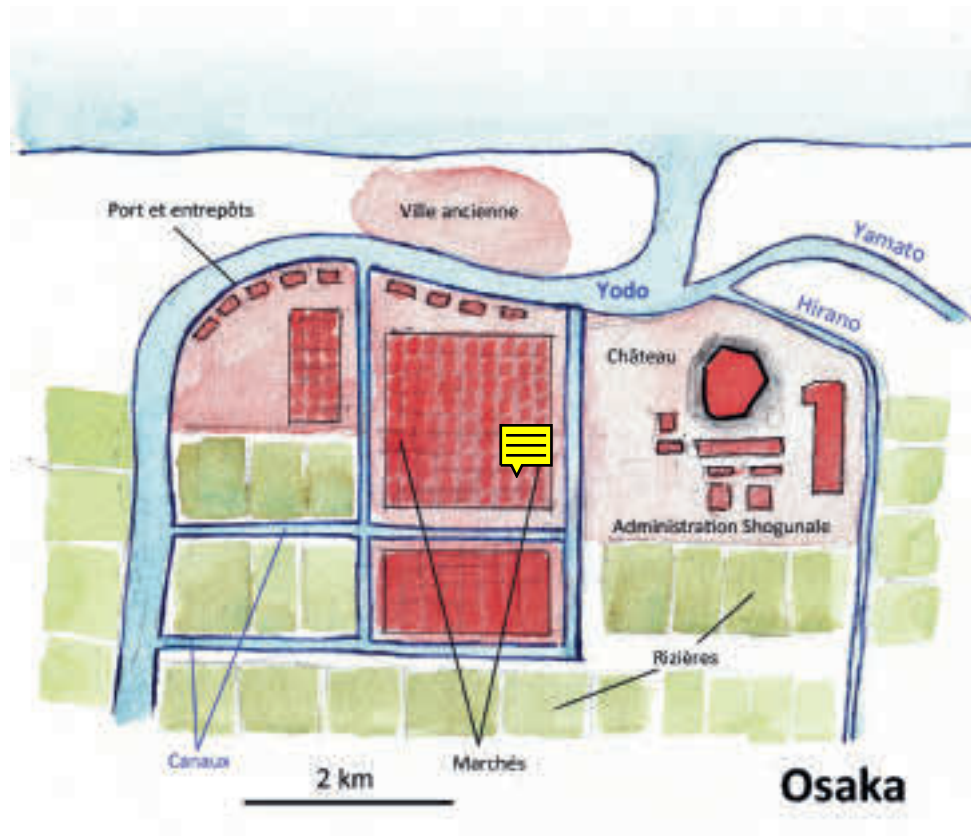 Port et entrepôts
Ville ancienne
Yamato
Yodo
Hirano
Château
Administration Shogunale
Rizières
Canaux
Marchés
2 km
Osaka